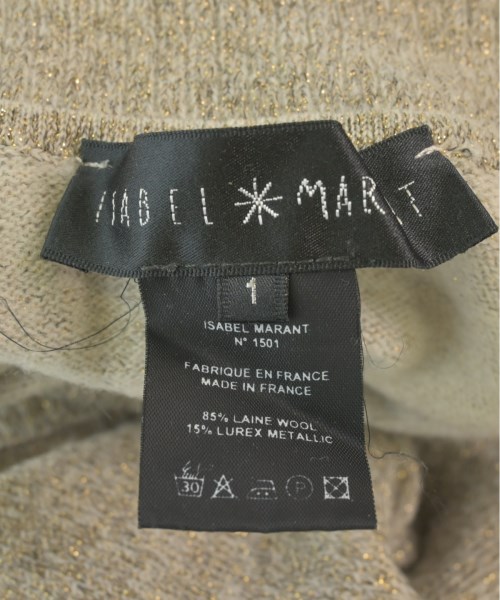 ISABEL * MARANT
1
ISABEL MARANT
N° 1501
FABRIQUE EN FRANCE
MADE IN FRANCE
85% LAINE WOOL
15% LUREX METALLIC
30 P